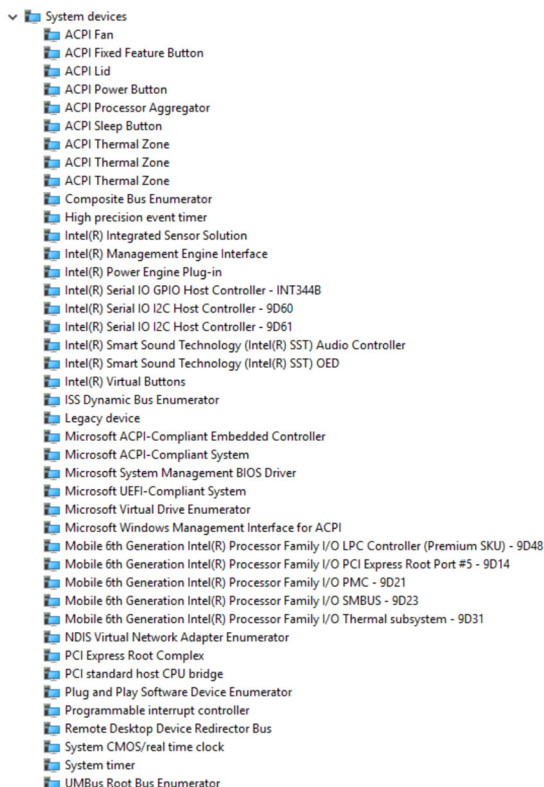 System devices
ACPI Fan
ACPI Fixed Feature Button
ACPI Lid
ACPI Power Button
ACPI Processor Aggregator
ACPI Sleep Button
ACPI Thermal Zone
ACPI Thermal Zone
ACPI Thermal Zone
Composite Bus Enumerator
High precision event timer
Intel(R) Integrated Sensor Solution
Intel(R) Management Engine Interface
Intel(R) Power Engine Plug-in
Intel(R) Serial IO GPIO Host Controller - INT344B
Intel(R) Serial IO I2C Host Controller - 9D60
Intel(R) Serial IO I2C Host Controller - 9D61
Intel(R) Smart Sound Technology (Intel(R) SST) Audio Controller
Intel(R) Smart Sound Technology (Intel(R) SST) OED
Intel(R) Virtual Buttons
ISS Dynamic Bus Enumerator
Legacy device
Microsoft ACPI-Compliant Embedded Controller
Microsoft ACPI-Compliant System
Microsoft System Management BIOS Driver
Microsoft UEFI-Compliant System
Microsoft Virtual Drive Enumerator
Microsoft Windows Management Interface for ACPI
Mobile 6th Generation Intel(R) Processor Family I/O LPC Controller (Premium SKU) - 9D48
Mobile 6th Generation Intel(R) Processor Family I/O PCI Express Root Port #5 - 9D14
Mobile 6th Generation Intel(R) Processor Family I/O PMC - 9D21
Mobile 6th Generation Intel(R) Processor Family I/O SMBUS - 9D23
Mobile 6th Generation Intel(R) Processor Family I/O Thermal subsystem - 9D31
NDIS Virtual Network Adapter Enumerator
PCI Express Root Complex
PCI standard host CPU bridge
Plug and Play Software Device Enumerator
Programmable interrupt controller
Remote Desktop Device Redirector Bus
System CMOS/real time clock
System timer
UMBus Root Bus Enumerator